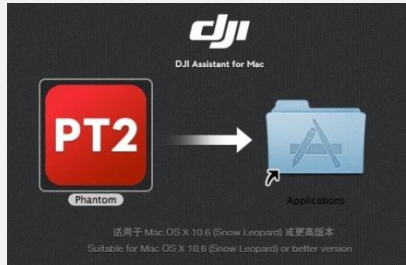 dji
DJI Assistant for Mac
PT2
Phantom
Applications
适用于 Mac OS X 10.6 (Snow Leopard) 或更高版本
Suitable for Mac OS X 10.6 (Snow Leopard) or better version